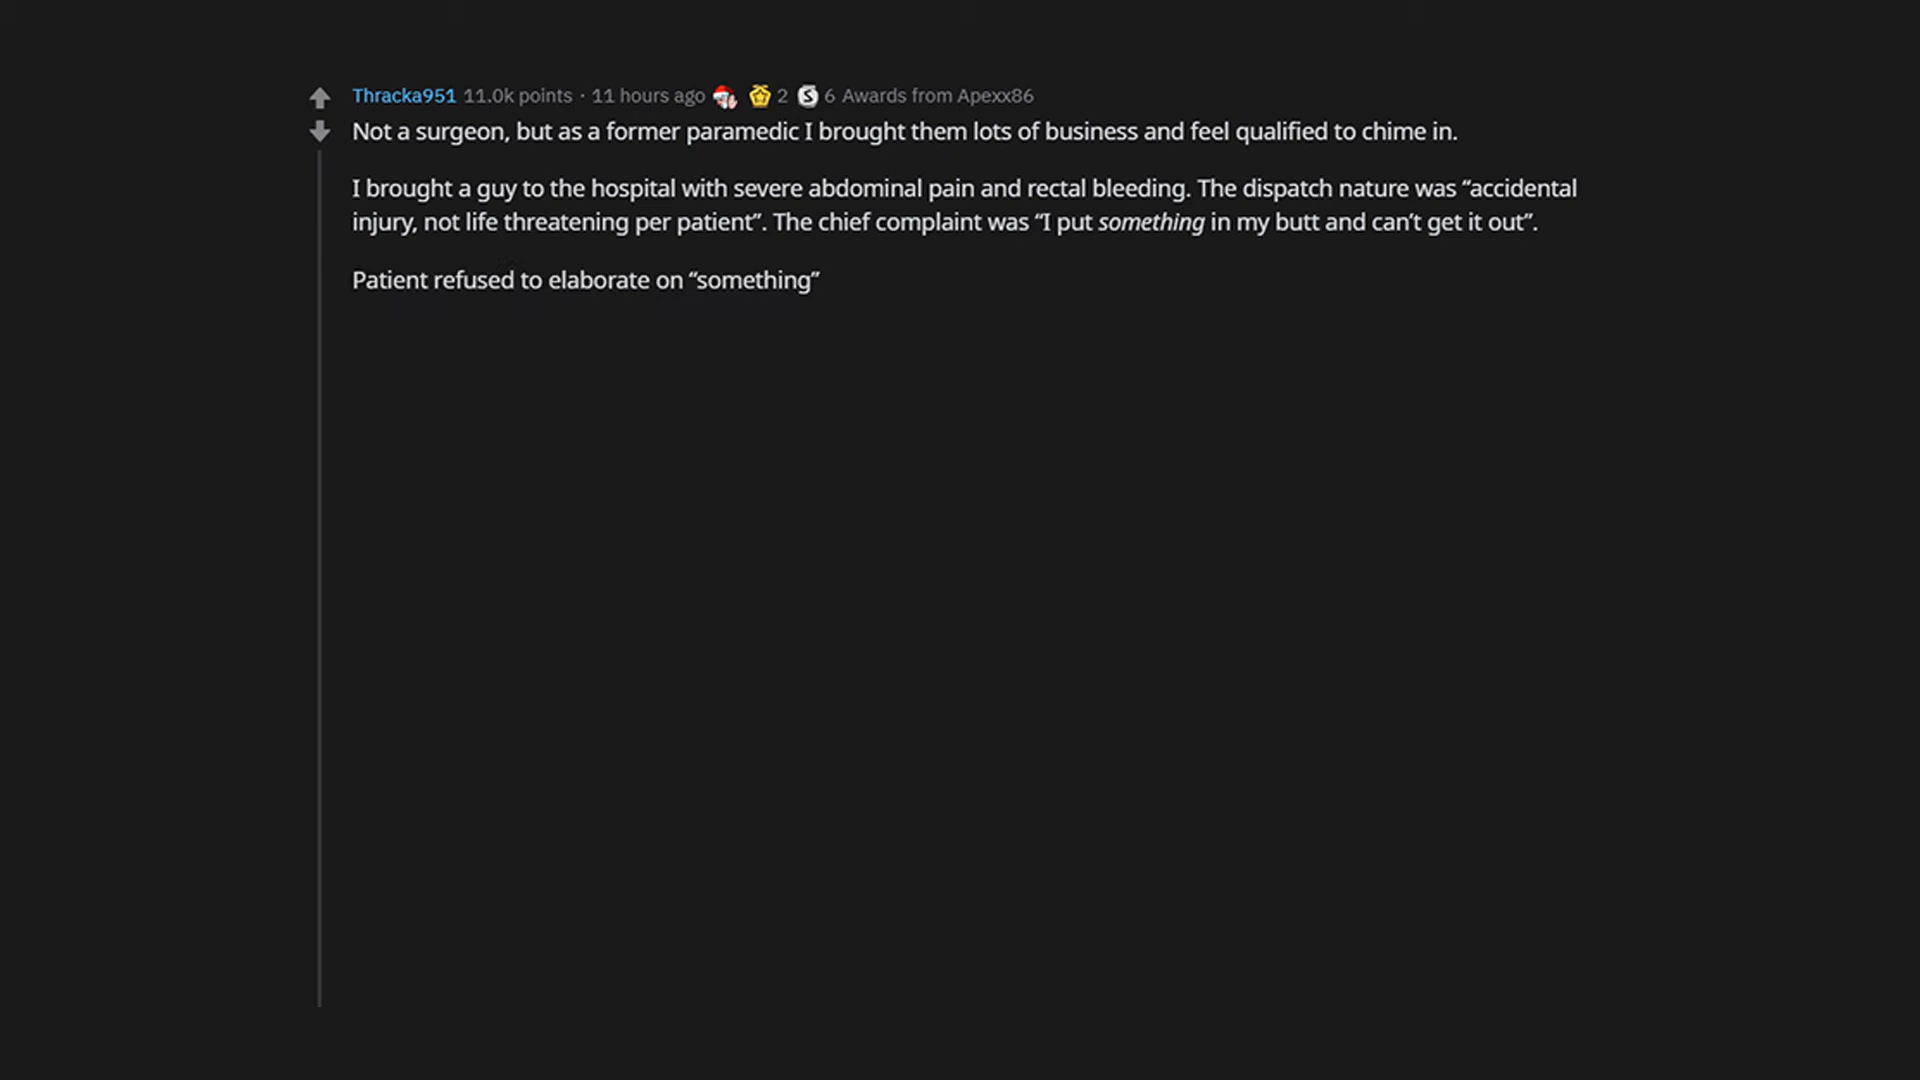 Thracka951 11.0k points · 11 hours ago 2 S 6 Awards from Apexx86
Not a surgeon, but as a former paramedic I brought them lots of business and feel qualified to chime in.
I brought a guy to the hospital with severe abdominal pain and rectal bleeding. The dispatch nature was “accidental
injury, not life threatening per patient”. The chief complaint was “I put something in my butt and can’t get it out”.
Patient refused to elaborate on “something”